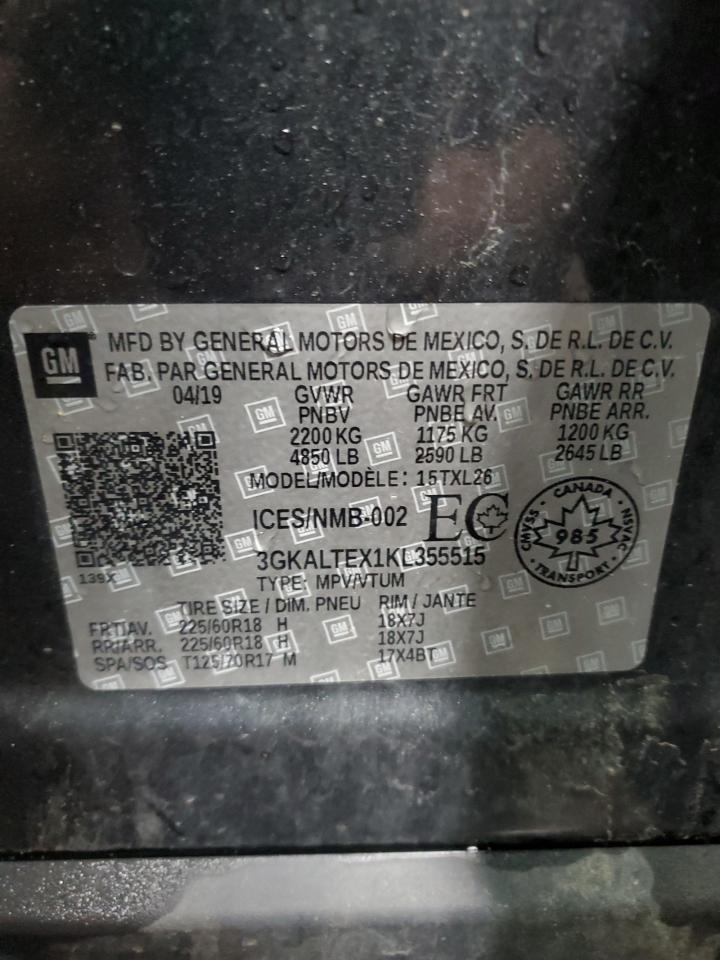 GM
MFD BY GENERAL MOTORS DE MEXICO, S. DE R.L. DE C.V.
FAB. PAR GENERAL MOTORS DE MEXICO, S. DE R.L. DE C.V.
04/19 GVWR GAWR FRT GAWR RR
PNBV PNBE AV. PNBE ARR.
2200 KG 1175 KG 1200 KG
4850 LB 2590 LB 2645 LB
MODEL/MODÈLE: 15TXL26
ICES/NMB-002 EC
CANADA
CMVSS 985 NSVAC
TRANSPORT
3GKALTEX1KL355515
139X
TYPE: MPV/VTUM
TIRE SIZE / DIM. PNEU RIM / JANTE
FRT/AV. 225/60R18 H 18X7J
RR/ARR. 225/60R18 H 18X7J
SPA/SOS T125/70R17 M 17X4BT